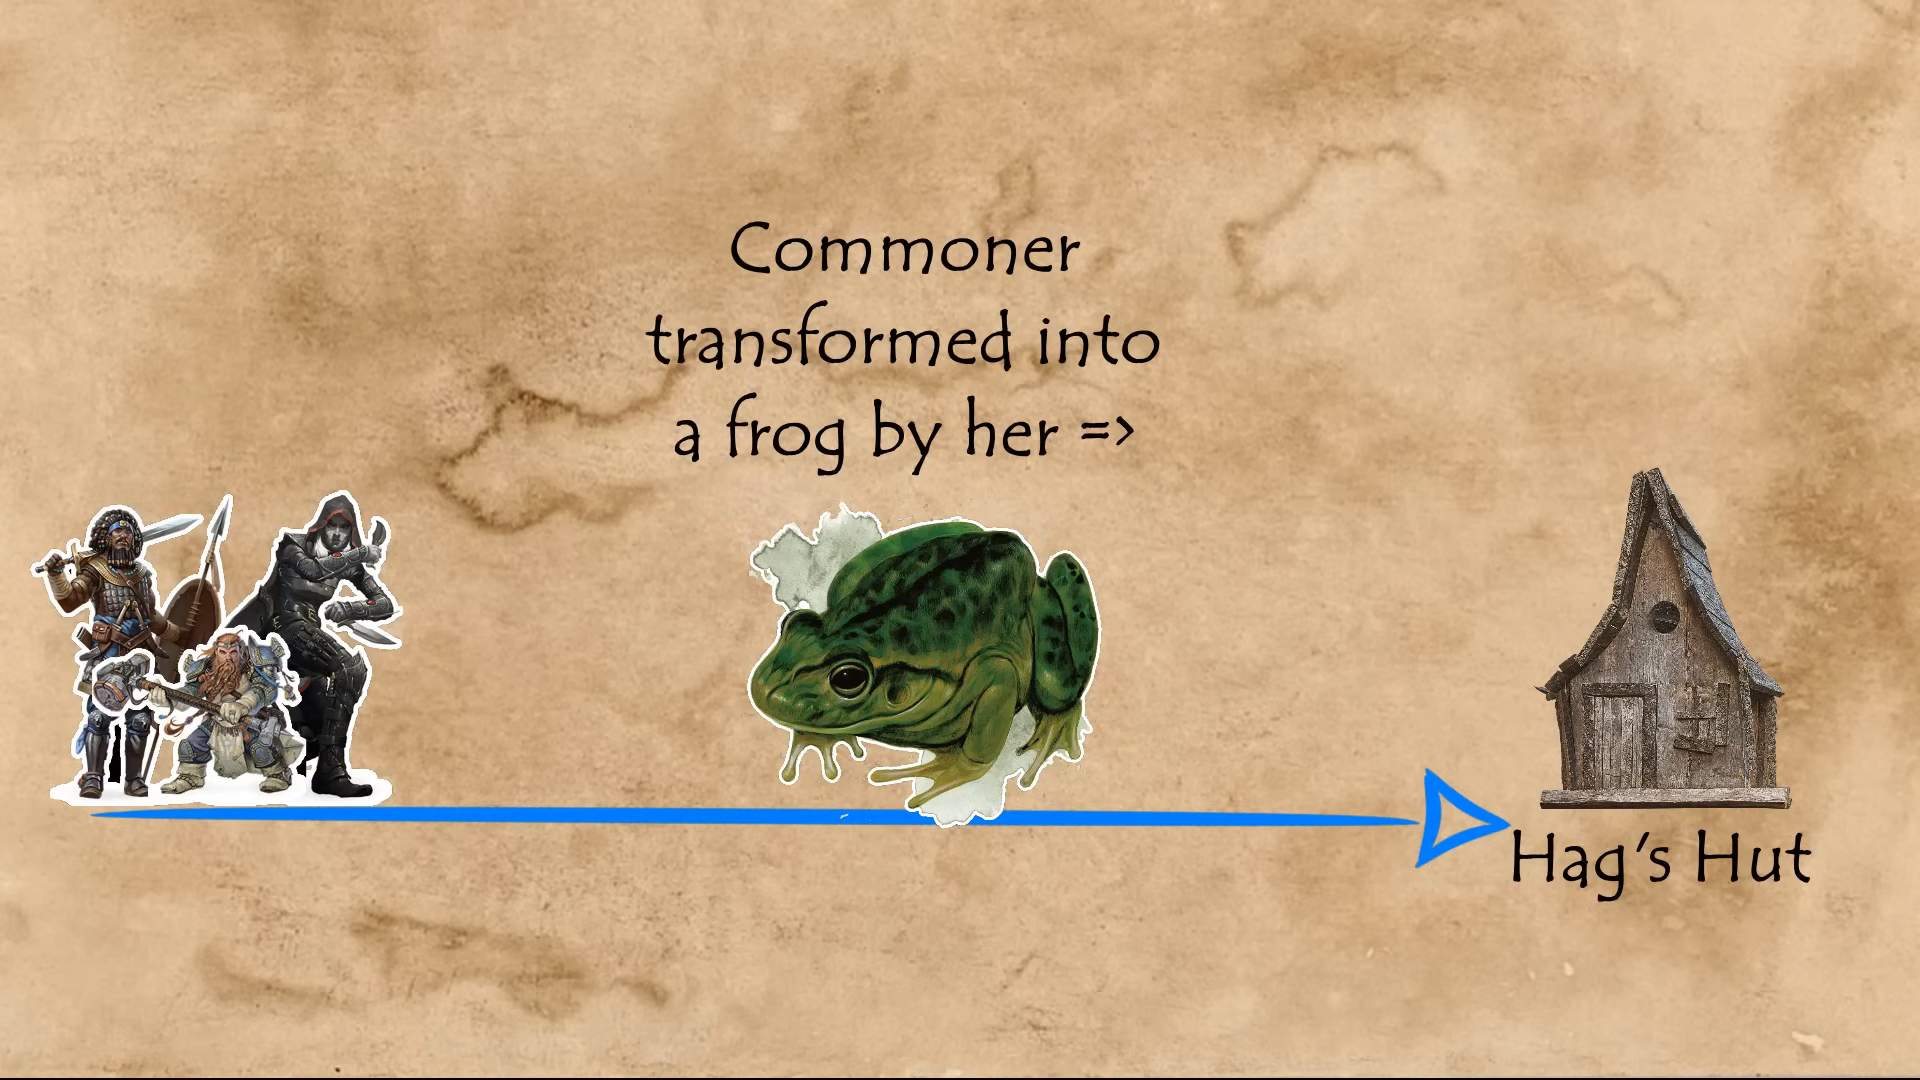 Commoner
transformed into
a frog by her =>
Hag's Hut